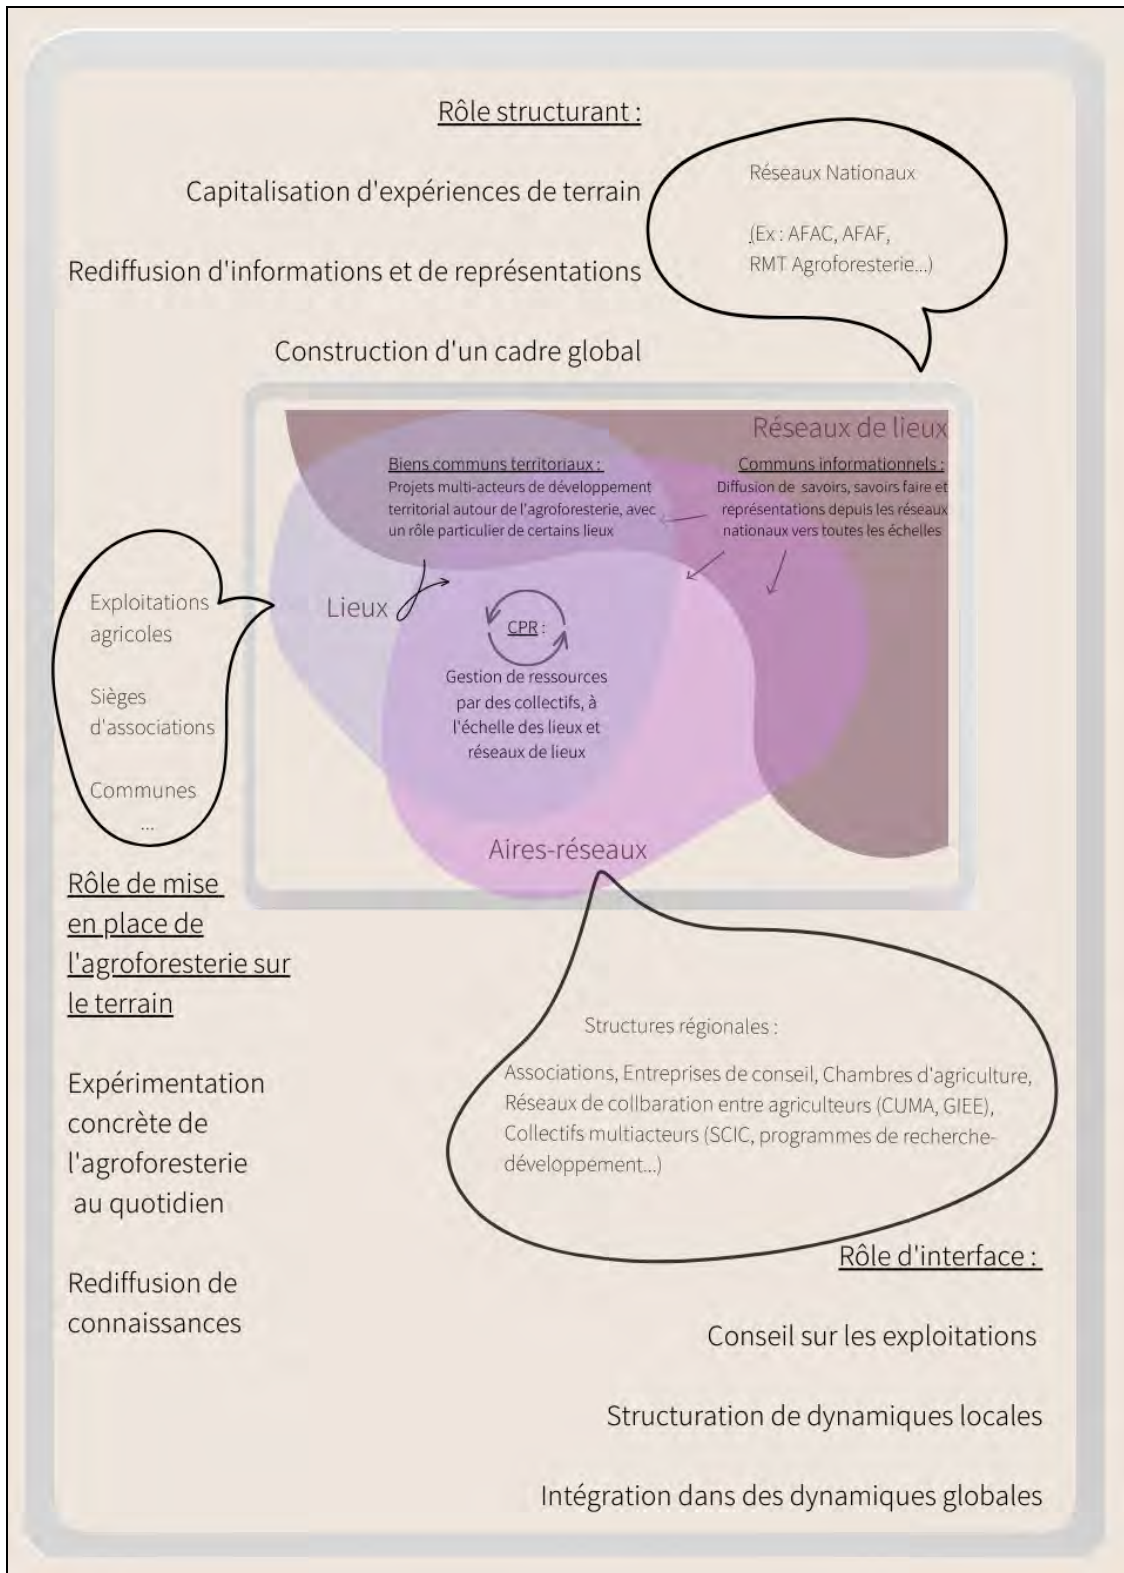 Rôle structurant :
Capitalisation d'expériences de terrain
Rediffusion d'informations et de représentations
Construction d'un cadre global
Réseaux Nationaux
(Ex : AFAC, AFAF,
RMT Agroforesterie...)
Réseaux de lieux
Biens communs territoriaux :
Projets multi-acteurs de développement
territorial autour de l'agroforesterie, avec
un rôle particulier de certains lieux
Communs informationnels :
Diffusion de savoirs, savoirs faire et
représentations depuis les réseaux
nationaux vers toutes les échelles
Lieux
CPR :
Gestion de ressources
par des collectifs, à
l'échelle des lieux et
réseaux de lieux
Aires-réseaux
Exploitations
agricoles
Sièges
d'associations
Communes
...
Rôle de mise
en place de
l'agroforesterie sur
le terrain
Expérimentation
concrète de
l'agroforesterie
au quotidien
Rediffusion de
connaissances
Structures régionales :
Associations, Entreprises de conseil, Chambres d'agriculture,
Réseaux de collbaration entre agriculteurs (CUMA, GIEE),
Collectifs multiacteurs (SCIC, programmes de recherche-
développement...)
Rôle d'interface :
Conseil sur les exploitations
Structuration de dynamiques locales
Intégration dans des dynamiques globales